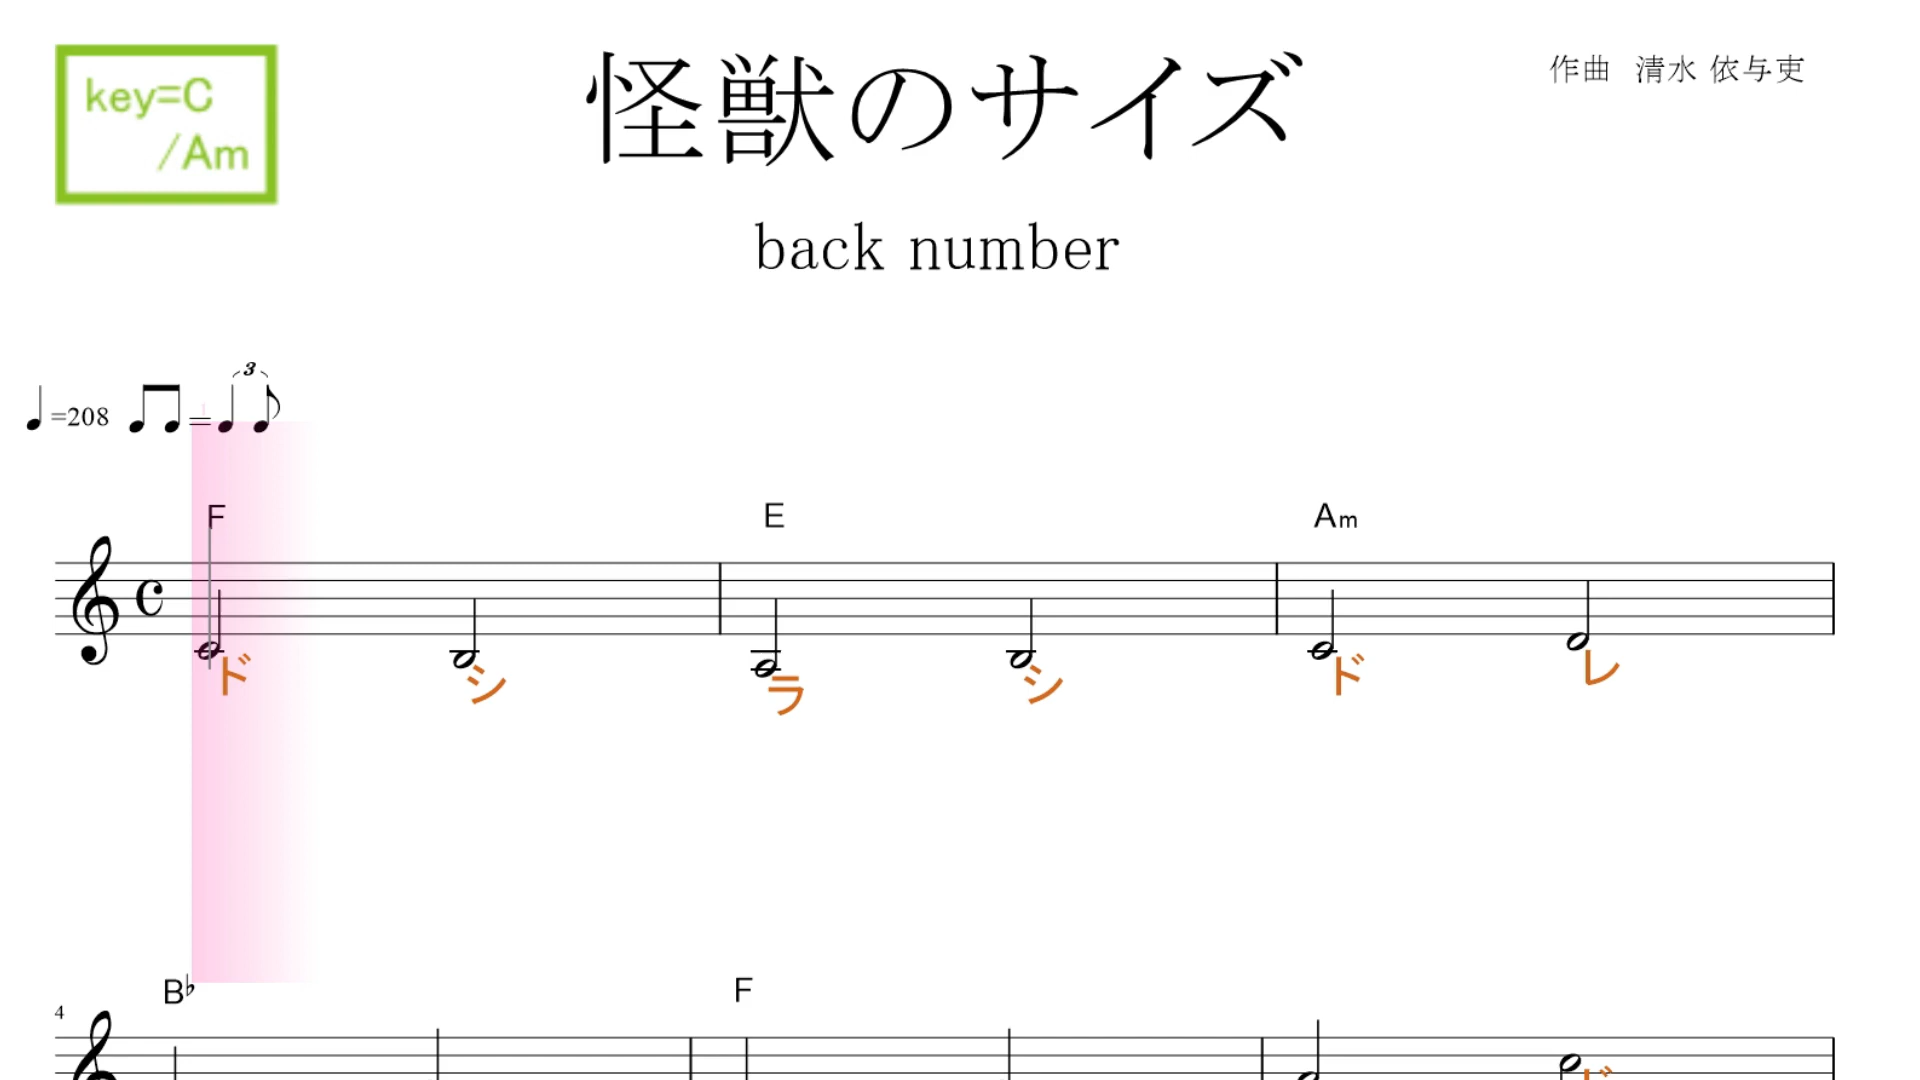 key=C
/Am
怪獣のサイズ
作曲 清水 依与吏
back number
3
=208 =
F E Am
ド シ ラ シ ド レ
B♭ F
4
ド